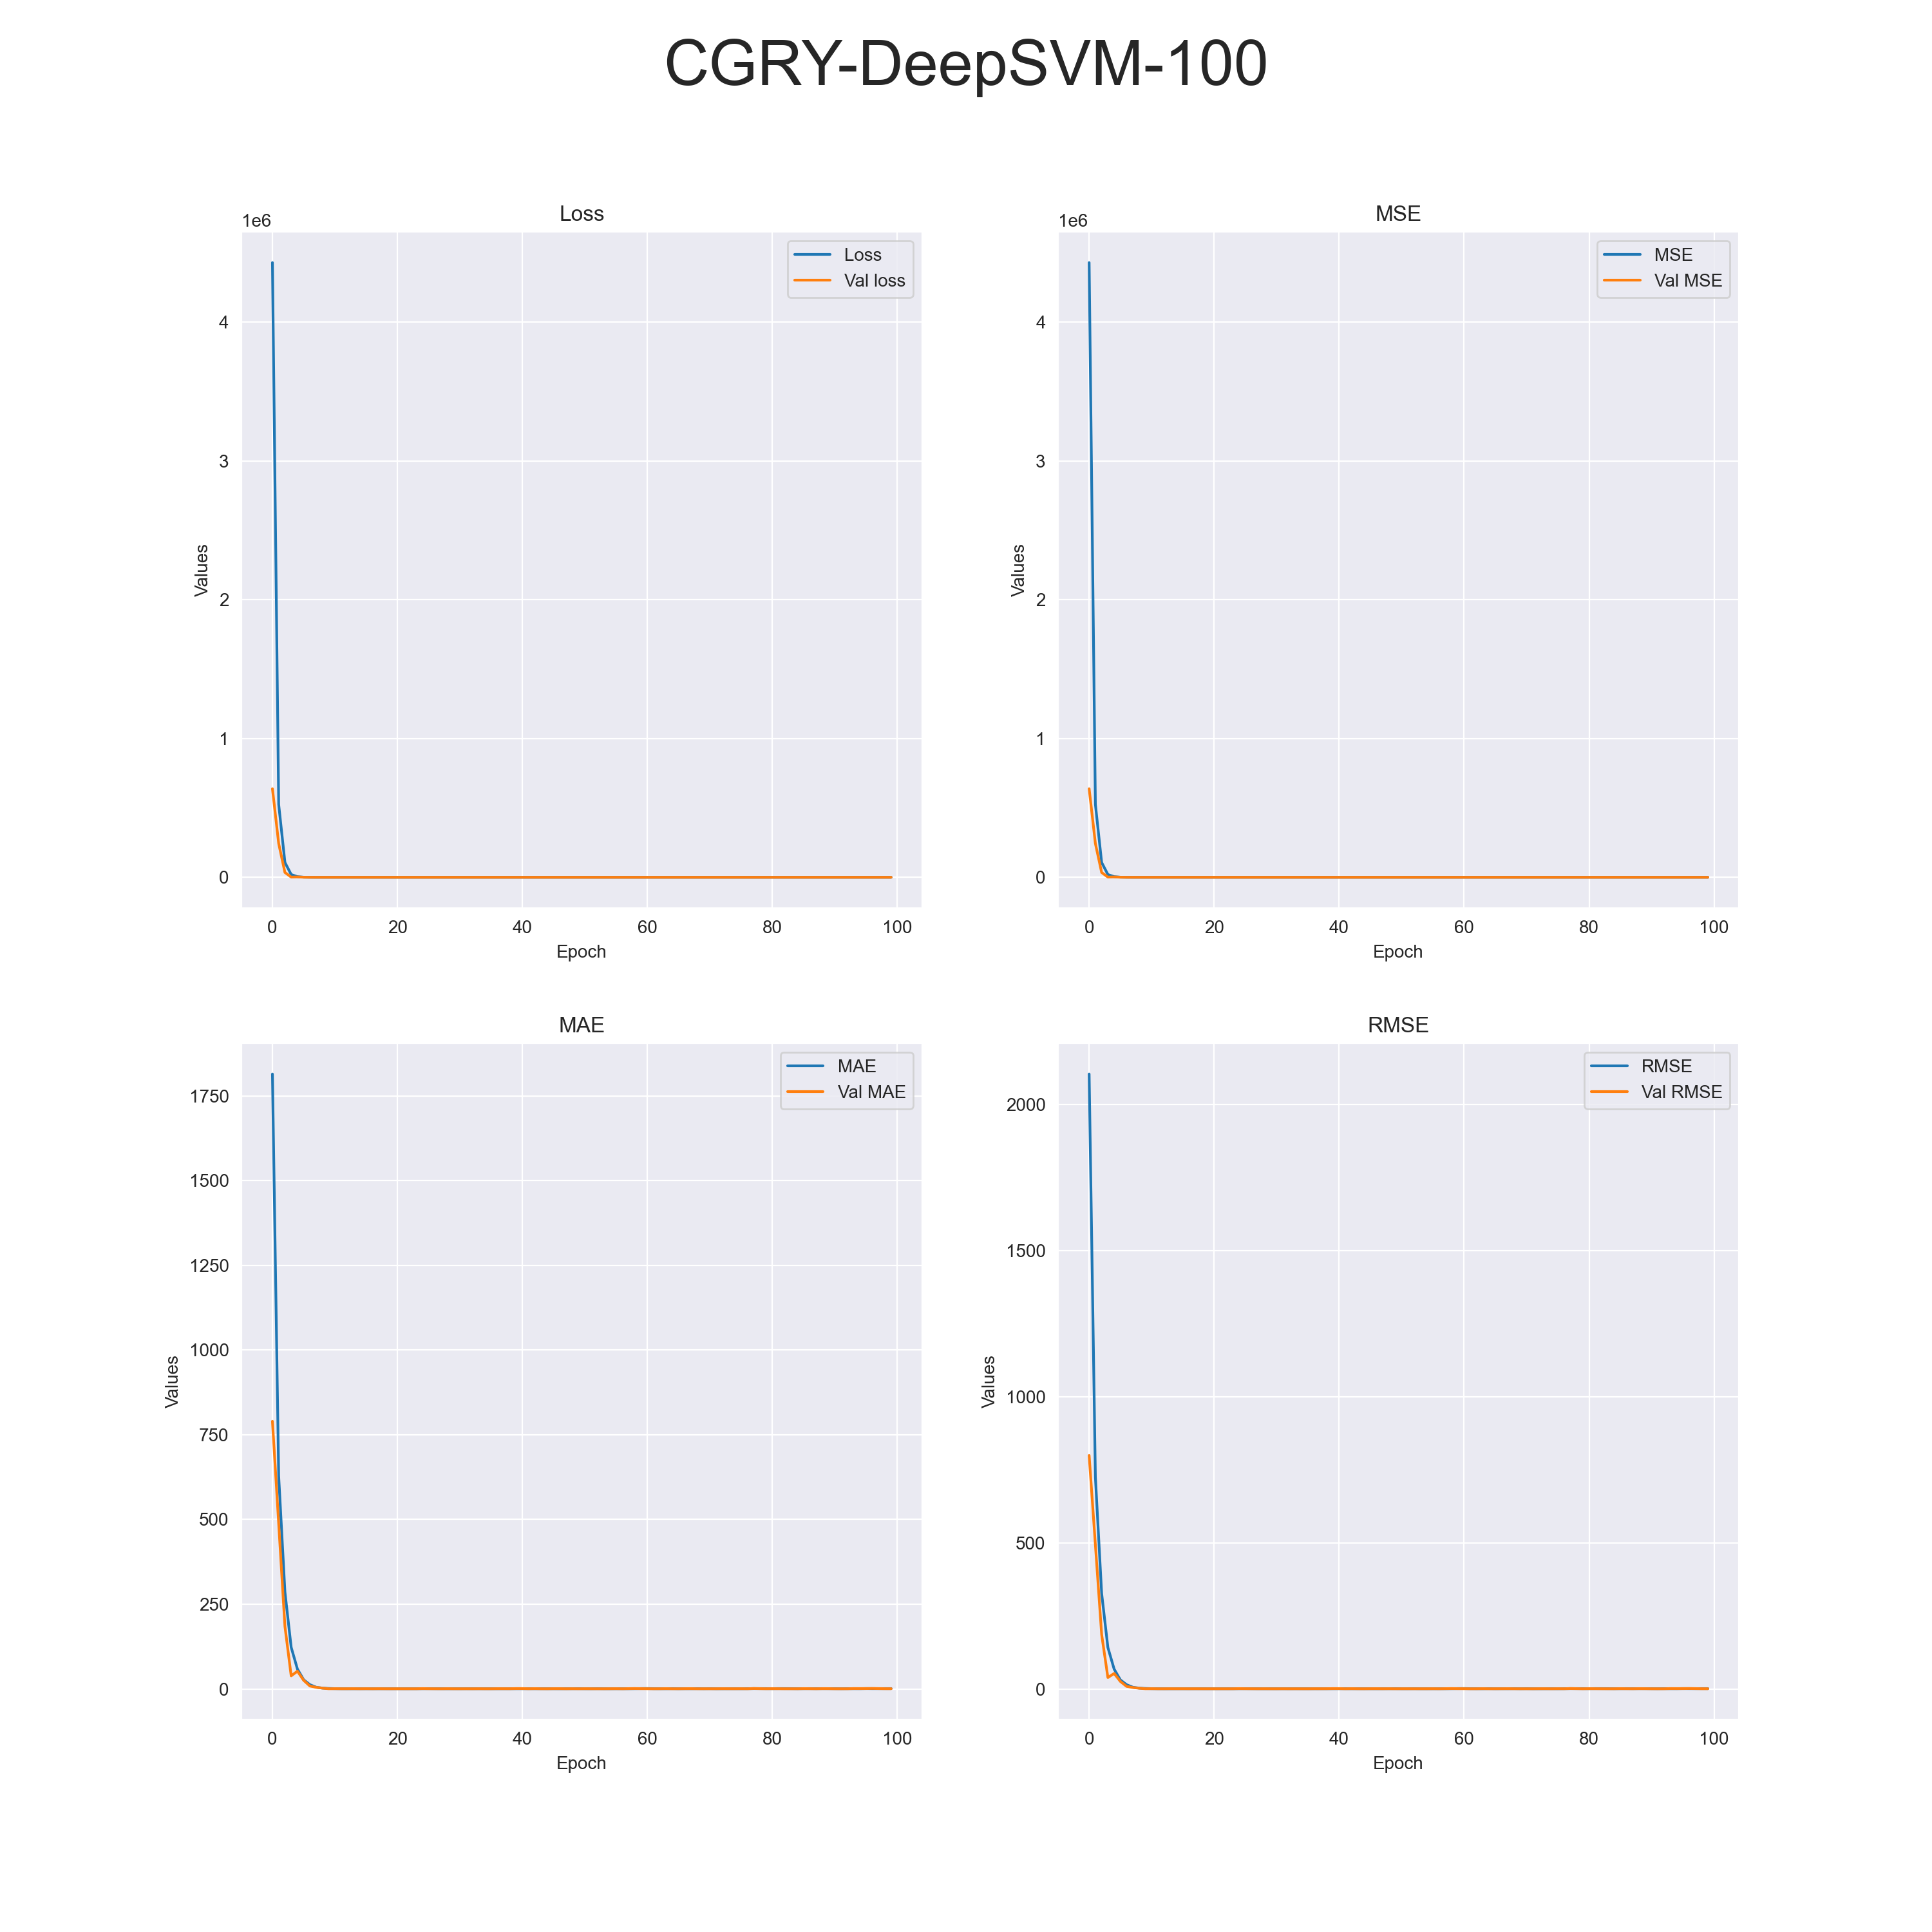 CGRY-DeepSVM-100
Loss
1e6
Loss
Val loss
4
3
2
1
0
Values
0 20 40 60 80 100
Epoch
MSE
1e6
MSE
Val MSE
4
3
2
1
0
Values
0 20 40 60 80 100
Epoch
MAE
MAE
Val MAE
1750
1500
1250
1000
750
500
250
0
Values
0 20 40 60 80 100
Epoch
RMSE
RMSE
Val RMSE
2000
1500
1000
500
0
Values
0 20 40 60 80 100
Epoch